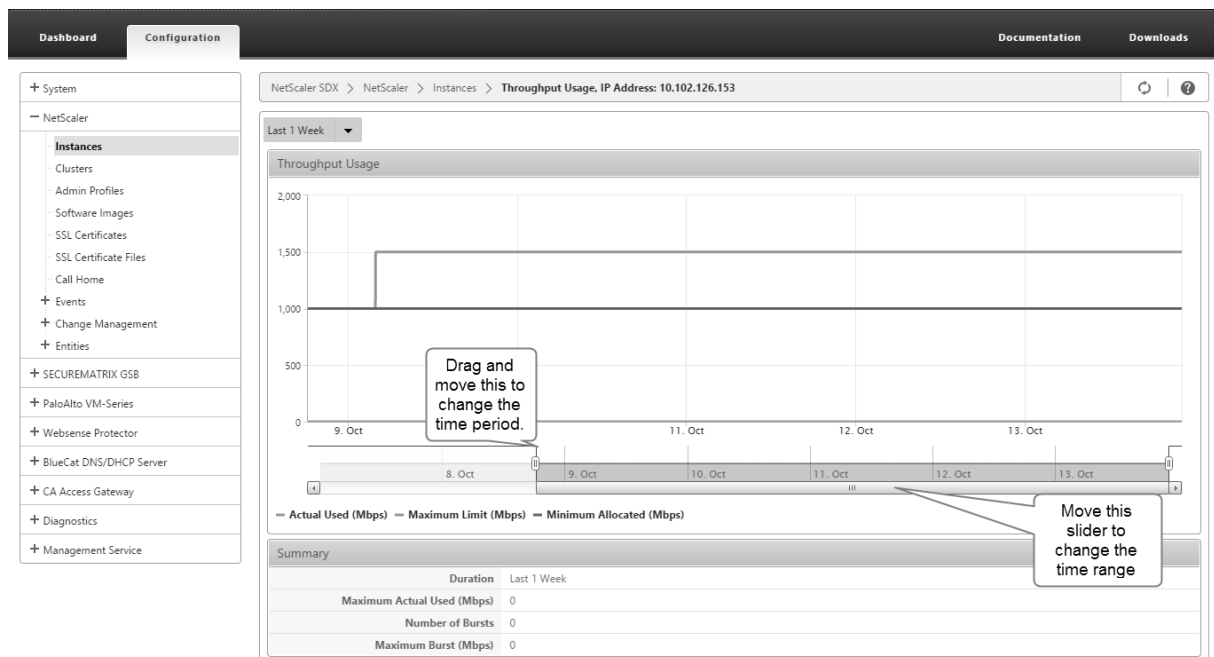 Dashboard
Configuration
Documentation
Downloads
+ System
− NetScaler
Instances
Clusters
Admin Profiles
Software Images
SSL Certificates
SSL Certificate Files
Call Home
+ Events
+ Change Management
+ Entities
+ SECUREMATRIX GSB
+ PaloAlto VM-Series
+ Websense Protector
+ BlueCat DNS/DHCP Server
+ CA Access Gateway
+ Diagnostics
+ Management Service
NetScaler SDX > NetScaler > Instances > Throughput Usage, IP Address: 10.102.126.153
Last 1 Week
Throughput Usage
2,000
1,500
1,000
500
0
Drag and
move this to
change the
time period.
9. Oct
11. Oct
12. Oct
13. Oct
8. Oct
9. Oct
10. Oct
11. Oct
12. Oct
13. Oct
Actual Used (Mbps) Maximum Limit (Mbps) Minimum Allocated (Mbps)
Move this
slider to
change the
time range
Summary
Duration Last 1 Week
Maximum Actual Used (Mbps) 0
Number of Bursts 0
Maximum Burst (Mbps) 0